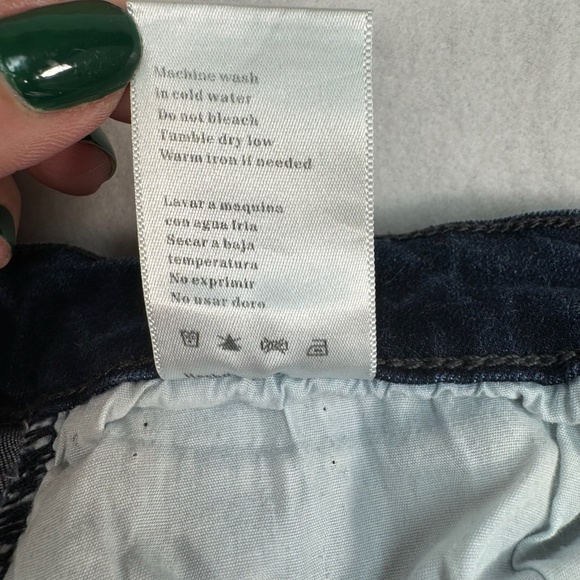 Machine wash
in cold water
Do not bleach
Tumble dry low
Warm iron if needed
Lavar a maquina
con agua fria
Secar a baja
temperatura
No exprimir
No usar doro